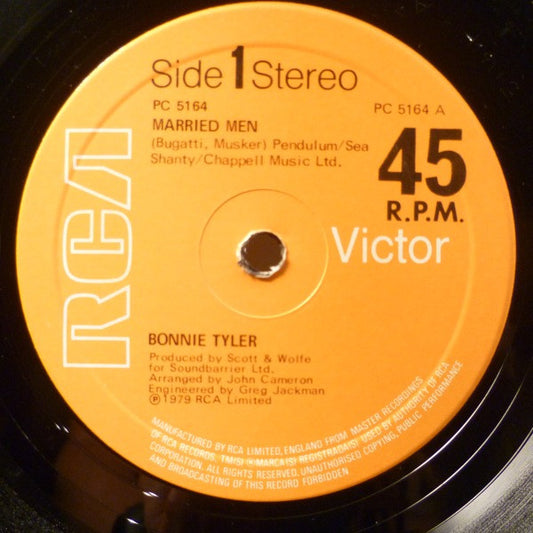 Side 1 Stereo
PC 5164
PC 5164 A
MARRIED MEN
(Bugatti, Musker) Pendulum/Sea
Shanty/Chappell Music Ltd.
45
R.P.M.
RCA
Victor
BONNIE TYLER
Produced by Scott & Wolfe
for Soundbarrier Ltd.
Arranged by John Cameron
Engineered by Greg Jackman
Ⓟ1979 RCA Limited
MANUFACTURED BY RCA LIMITED, ENGLAND FROM MASTER RECORDINGS
OF RCA RECORDS. TM(S) ® MARCA(S) REGISTRADA(S) USED BY AUTHORITY OF RCA
CORPORATION. ALL RIGHTS RESERVED. UNAUTHORISED COPYING, PUBLIC PERFORMANCE
AND BROADCASTING OF THIS RECORD FORBIDDEN